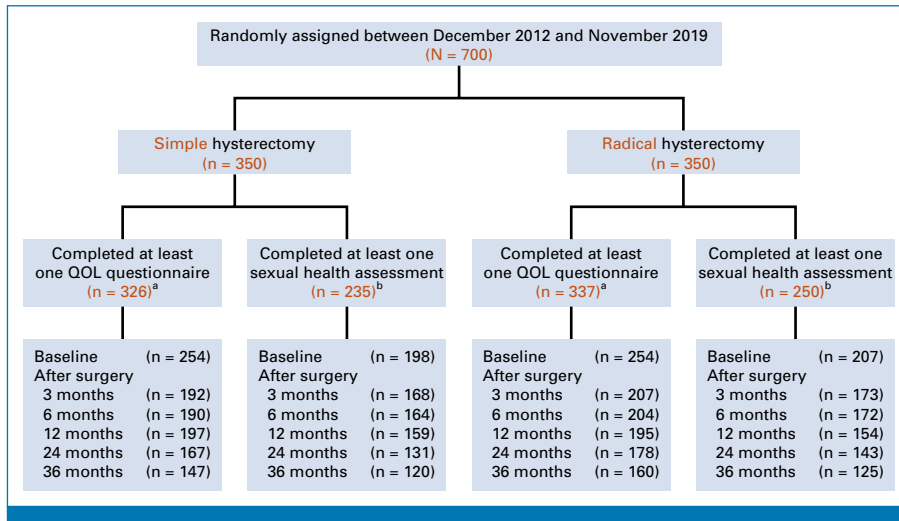 Randomly assigned between December 2012 and November 2019
(N = 700)
Simple hysterectomy
(n = 350)
Radical hysterectomy
(n = 350)
Completed at least
one QOL questionnaire
(n = 326)a
Completed at least one
sexual health assessment
(n = 235)b
Completed at least
one QOL questionnaire
(n = 337)a
Completed at least one
sexual health assessment
(n = 250)b
Baseline (n = 254)
After surgery
3 months (n = 192)
6 months (n = 190)
12 months (n = 197)
24 months (n = 167)
36 months (n = 147)
Baseline (n = 198)
After surgery
3 months (n = 168)
6 months (n = 164)
12 months (n = 159)
24 months (n = 131)
36 months (n = 120)
Baseline (n = 254)
After surgery
3 months (n = 207)
6 months (n = 204)
12 months (n = 195)
24 months (n = 178)
36 months (n = 160)
Baseline (n = 207)
After surgery
3 months (n = 173)
6 months (n = 172)
12 months (n = 154)
24 months (n = 143)
36 months (n = 125)